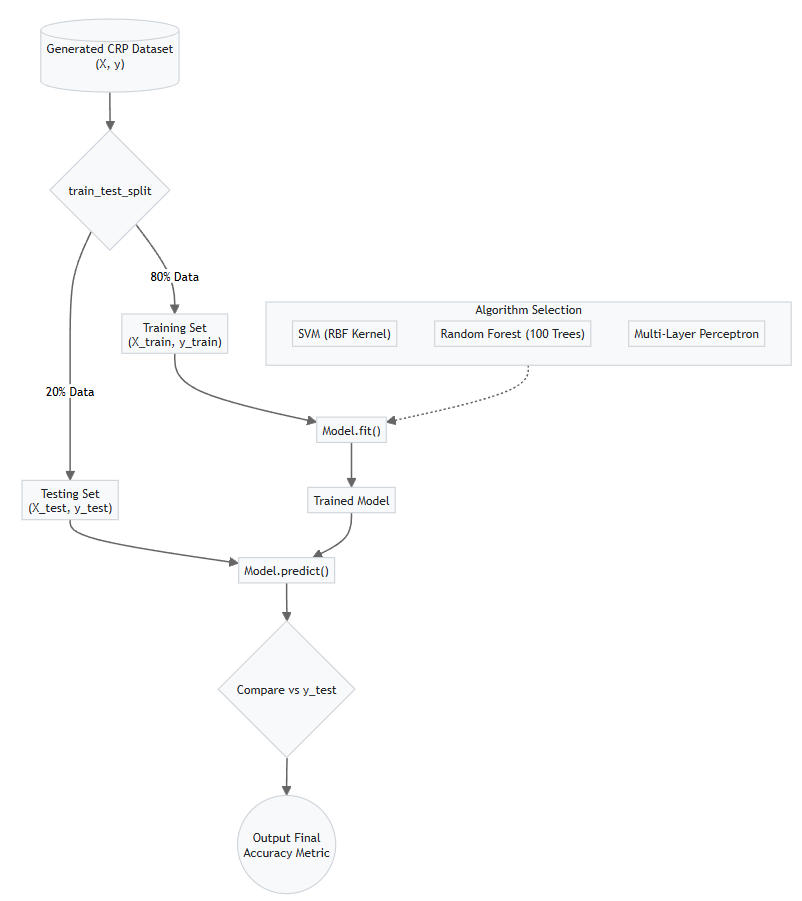 Generated CRP Dataset
(X, y)
train_test_split
80% Data
Training Set
(X_train, y_train)
Algorithm Selection
SVM (RBF Kernel)
Random Forest (100 Trees)
Multi-Layer Perceptron
20% Data
Model.fit()
Testing Set
(X_test, y_test)
Trained Model
Model.predict()
Compare vs y_test
Output Final
Accuracy Metric